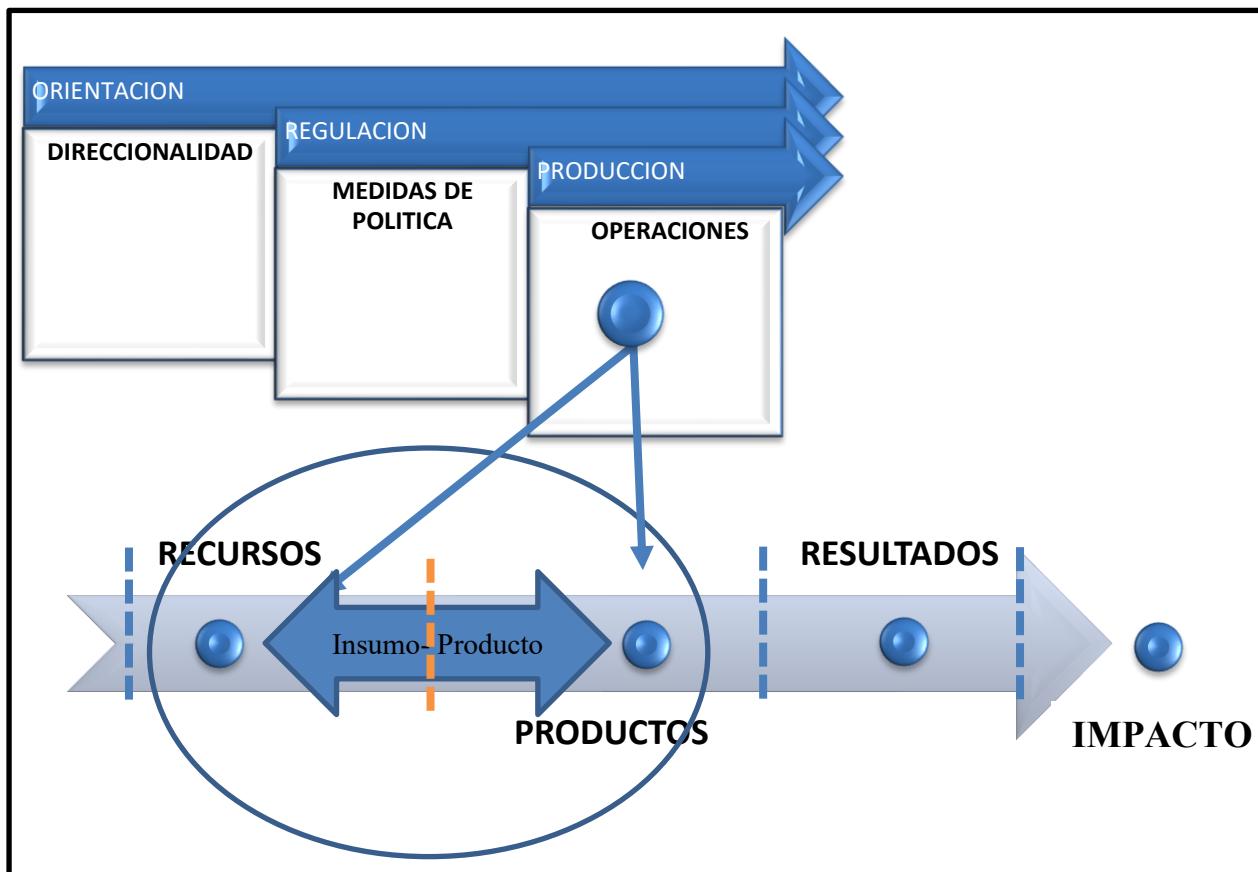 ORIENTACION
DIRECCIONALIDAD
REGULACION
MEDIDAS DE
POLITICA
PRODUCCION
OPERACIONES
RECURSOS
RESULTADOS
Insumo- Producto
PRODUCTOS
IMPACTO